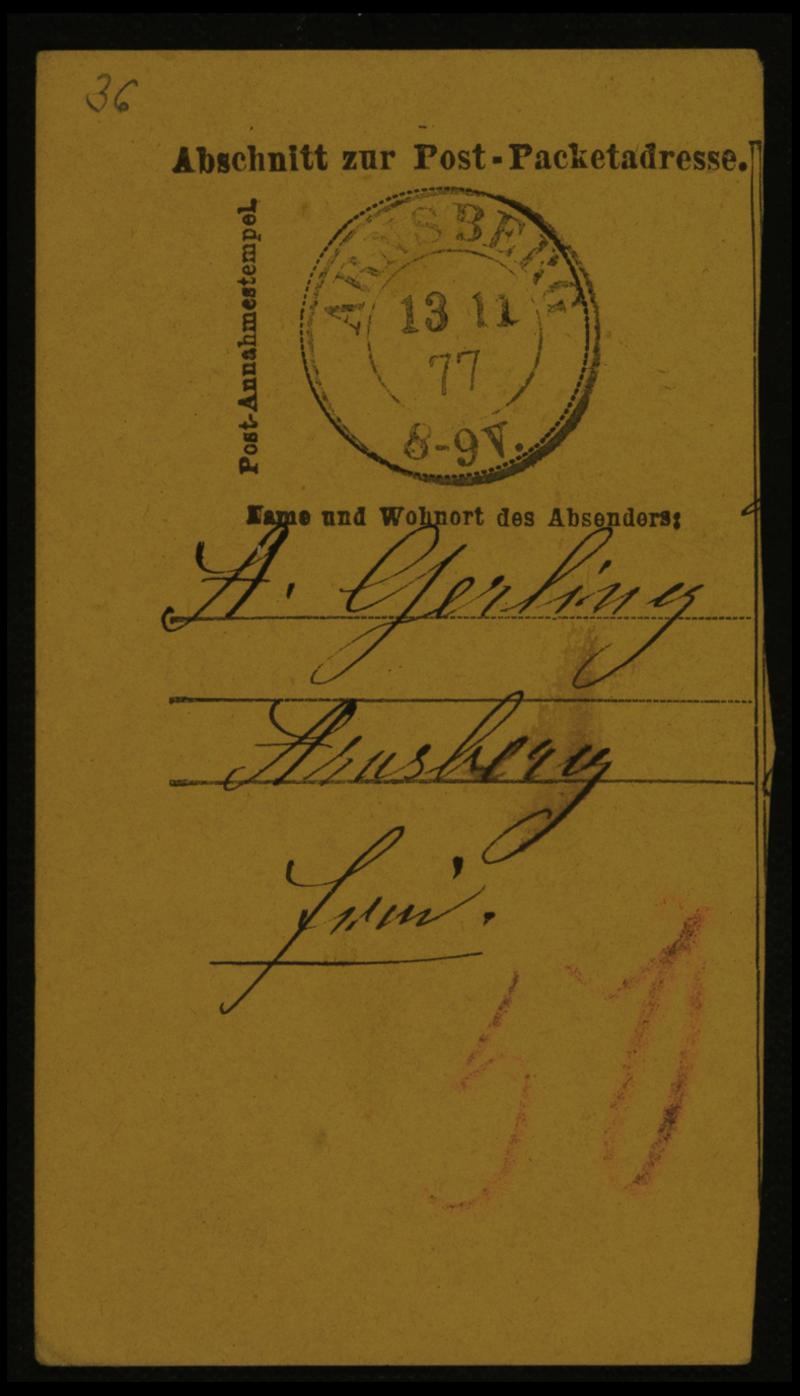 36
Abschnitt zur Post-Packetadresse.
Post-Annahmestempel.
ARNSBERG
13 11
77
8-9V.
Name und Wohnort des Absenders:
A. Gerling
Arnsberg
frei.
50